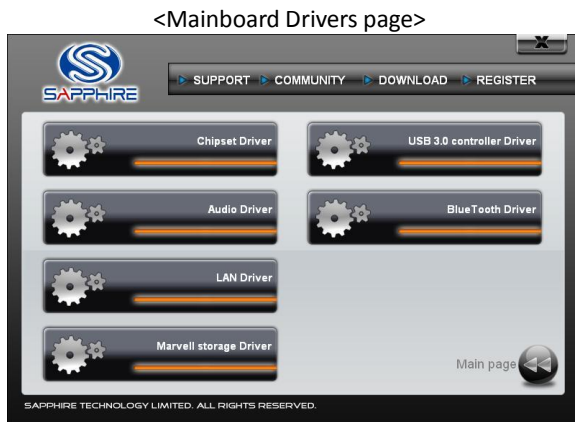 <Mainboard Drivers page>
X
SAPPHIRE
SUPPORT COMMUNITY DOWNLOAD REGISTER
Chipset Driver
USB 3.0 controller Driver
Audio Driver
BlueTooth Driver
LAN Driver
Marvell storage Driver
Main page
SAPPHIRE TECHNOLOGY LIMITED. ALL RIGHTS RESERVED.